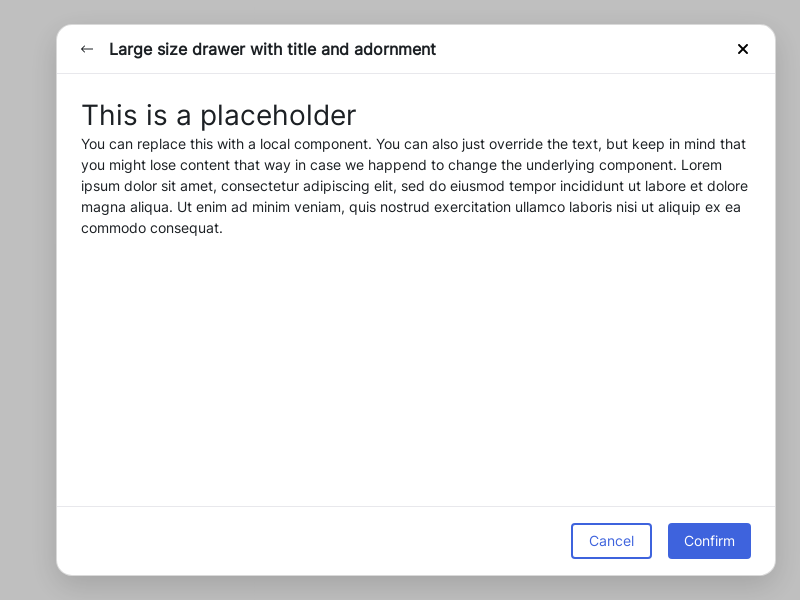 Large size drawer with title and adornment
This is a placeholder
You can replace this with a local component. You can also just override the text, but keep in mind that
you might lose content that way in case we happend to change the underlying component. Lorem
ipsum dolor sit amet, consectetur adipiscing elit, sed do eiusmod tempor incididunt ut labore et dolore
magna aliqua. Ut enim ad minim veniam, quis nostrud exercitation ullamco laboris nisi ut aliquip ex ea
commodo consequat.
Cancel
Confirm